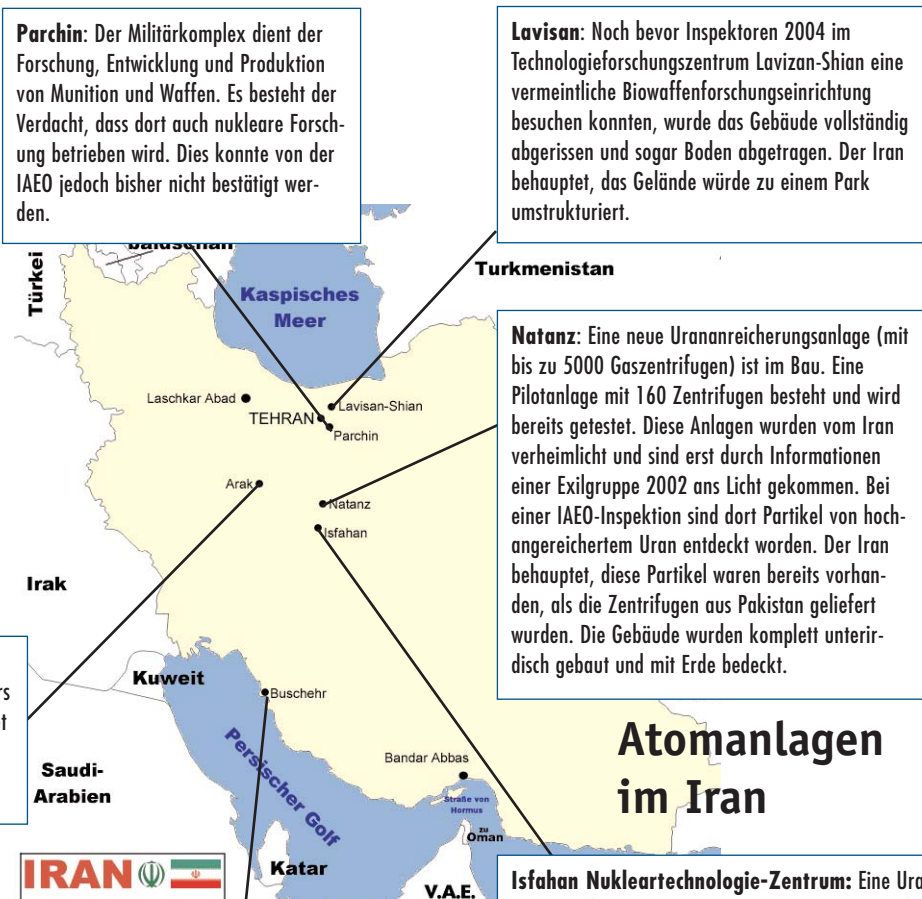 Parchin: Der Militärkomplex dient der
Forschung, Entwicklung und Produktion
von Munition und Waffen. Es besteht der
Verdacht, dass dort auch nukleare Forsch-
ung betrieben wird. Dies konnte von der
IAEO jedoch bisher nicht bestätigt wer-
den.
Lavisan: Noch bevor Inspektoren 2004 im
Technologieforschungszentrum Lavizan-Shian eine
vermeintliche Biowaffenforschungseinrichtung
besuchen konnten, wurde das Gebäude vollständig
abgerissen und sogar Boden abgetragen. Der Iran
behauptet, das Gelände würde zu einem Park
umstrukturiert.
Türkei
Turkmenistan
Kaspisches
Meer
Natanz: Eine neue Urananreicherungsanlage (mit
bis zu 5000 Gaszentrifugen) ist im Bau. Eine
Pilotanlage mit 160 Zentrifugen besteht und wird
bereits getestet. Diese Anlagen wurden vom Iran
verheimlicht und sind erst durch Informationen
einer Exilgruppe 2002 ans Licht gekommen. Bei
einer IAEO-Inspektion sind dort Partikel von hoch-
angereichertem Uran entdeckt worden. Der Iran
behauptet, diese Partikel waren bereits vorhan-
den, als die Zentrifugen aus Pakistan geliefert
wurden. Die Gebäude wurden komplett unterir-
disch gebaut und mit Erde bedeckt.
Laschkar Abad
Lavisan-Shian
TEHRAN
Parchin
Arak
Natanz
Isfahan
Irak
Kuweit
Buschehr
Persischer Golf
Saudi-
Arabien
Bandar Abbas
Straße von
Hormus
zu
Oman
Atomanlagen
im Iran
Katar
V.A.E.
IRAN
Isfahan Nukleartechnologie-Zentrum: Eine